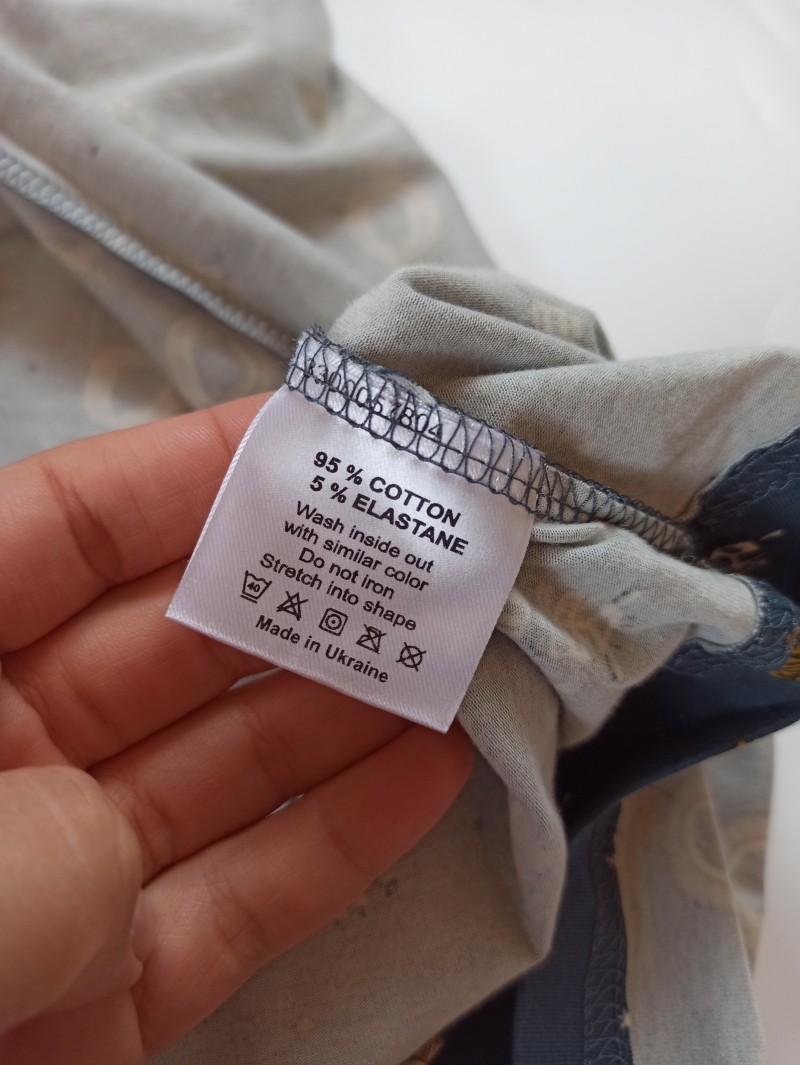 95 % COTTON
5 % ELASTANE
Wash inside out
with similar color
Do not iron
Stretch into shape
40
Made in Ukraine